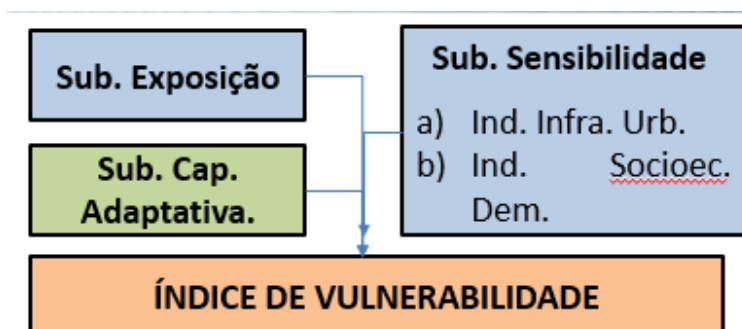 Sub. Exposição
Sub. Cap.
Adaptativa.
Sub. Sensibilidade
a) Ind. Infra. Urb.
b) Ind. Socioec.
Dem.
ÍNDICE DE VULNERABILIDADE